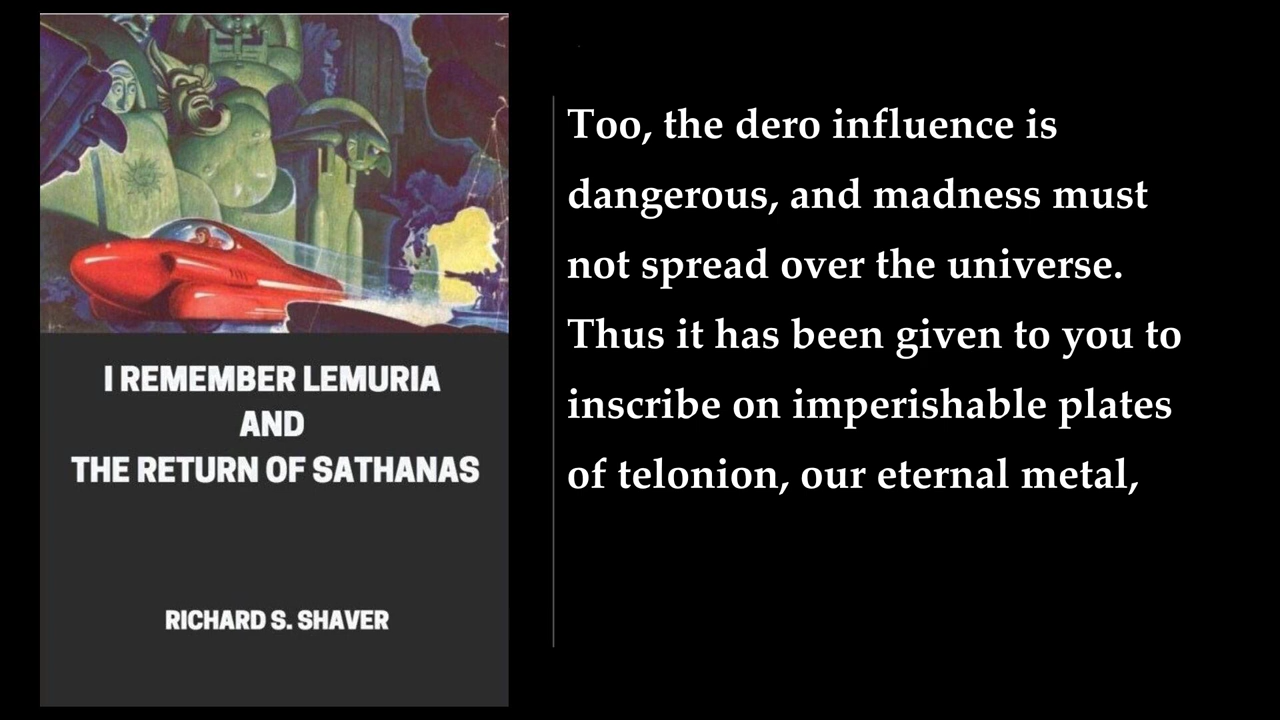 I REMEMBER LEMURIA
AND
THE RETURN OF SATHANAS
RICHARD S. SHAVER
Too, the dero influence is
dangerous, and madness must
not spread over the universe.
Thus it has been given to you to
inscribe on imperishable plates
of telonion, our eternal metal,